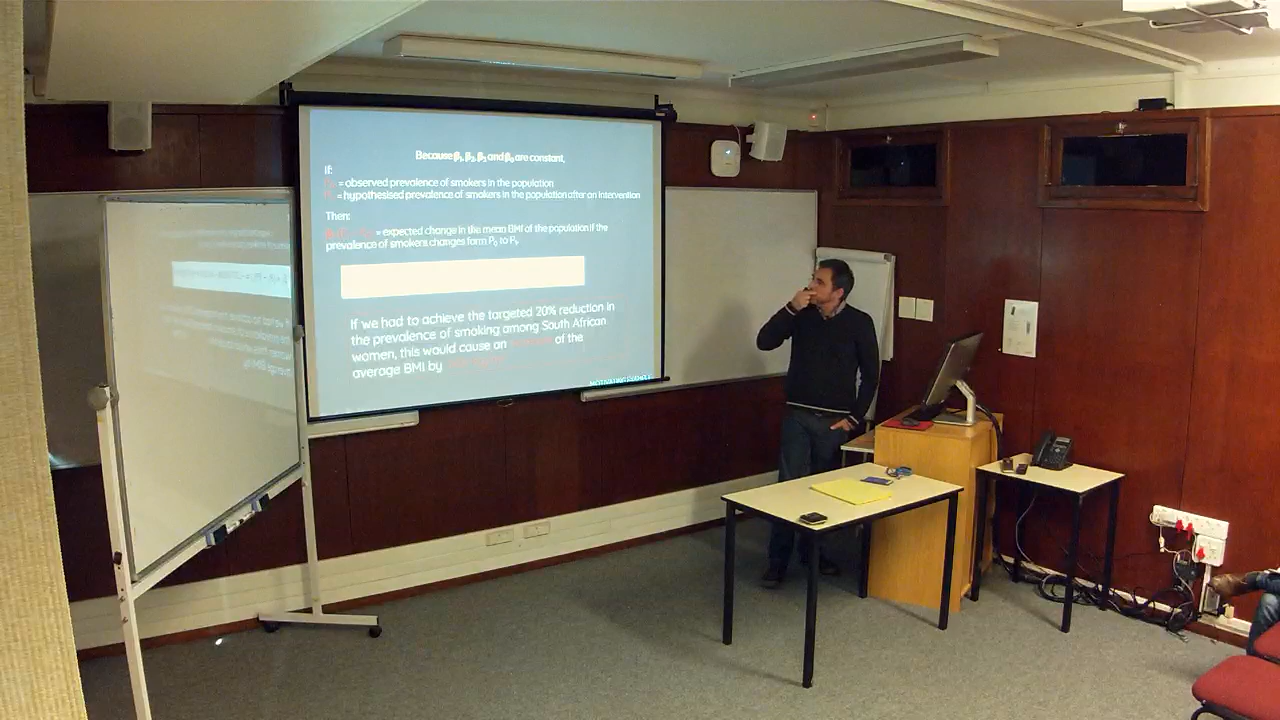 Because β₁, β₂, β₃ and β₀ are constant,
If:
= observed prevalence of smokers in the population
= hypothesised prevalence of smokers in the population after an intervention
Then:
= expected change in the mean BMI of the population if the
prevalence of smokers changes form P₀ to P₁
If we had to achieve the targeted 20% reduction in
the prevalence of smoking among South African
women, this would cause an of the
average BMI by
MOTIVATING EXAMPLE